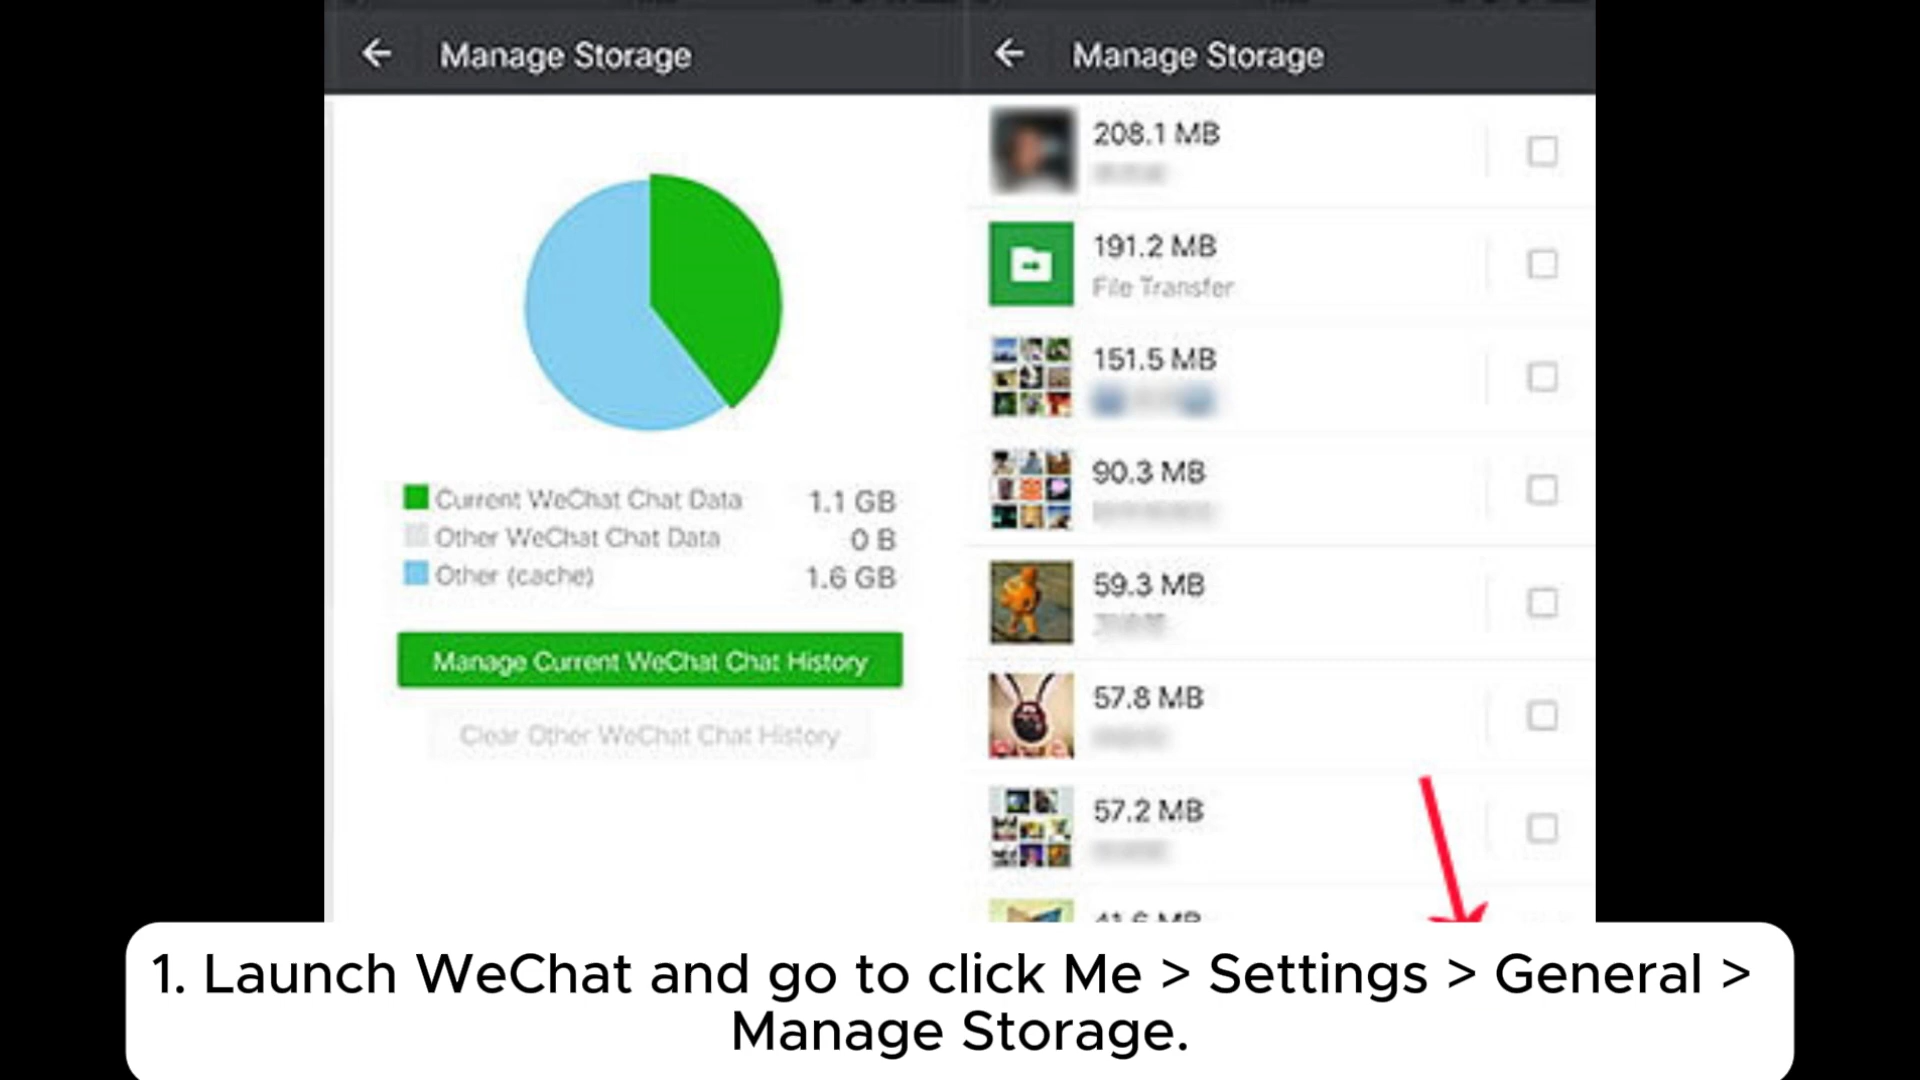 Manage Storage
Current WeChat Chat Data 1.1 GB
Other WeChat Chat Data 0 B
Other (cache) 1.6 GB
Manage Current WeChat Chat History
Clear Other WeChat Chat History
Manage Storage
208.1 MB
191.2 MB
File Transfer
151.5 MB
90.3 MB
59.3 MB
57.8 MB
57.2 MB
41.6 MB
1. Launch WeChat and go to click Me > Settings > General >
Manage Storage.